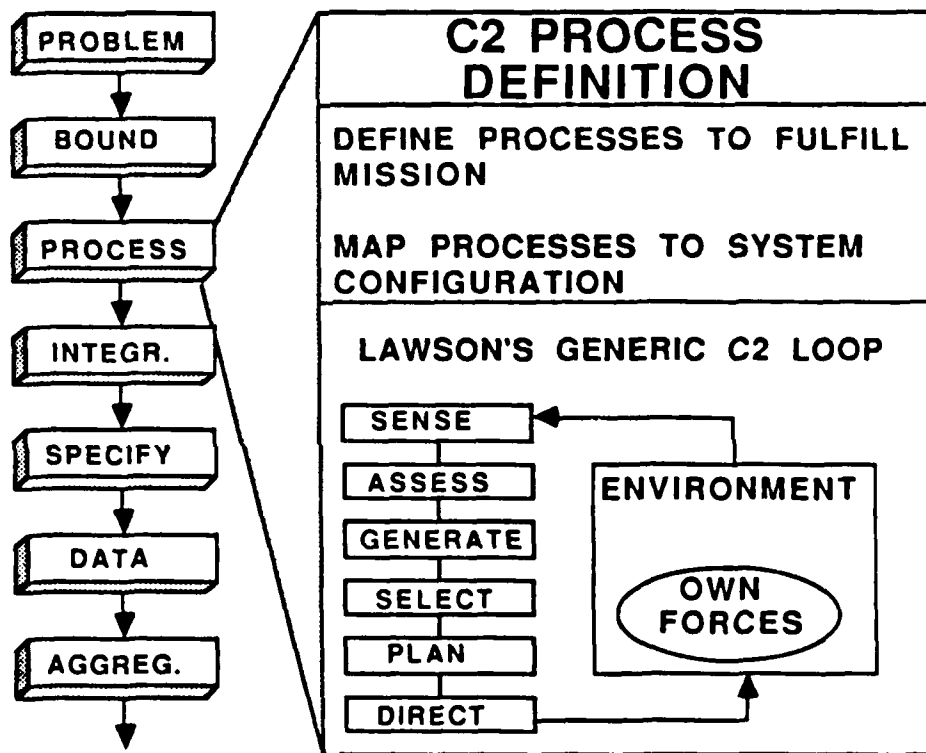 PROBLEM
BOUND
PROCESS
INTEGR.
SPECIFY
DATA
AGGREG.
C2 PROCESS
DEFINITION
DEFINE PROCESSES TO FULFILL
MISSION
MAP PROCESSES TO SYSTEM
CONFIGURATION
LAWSON'S GENERIC C2 LOOP
SENSE
ASSESS
GENERATE
SELECT
PLAN
DIRECT
ENVIRONMENT
OWN
FORCES